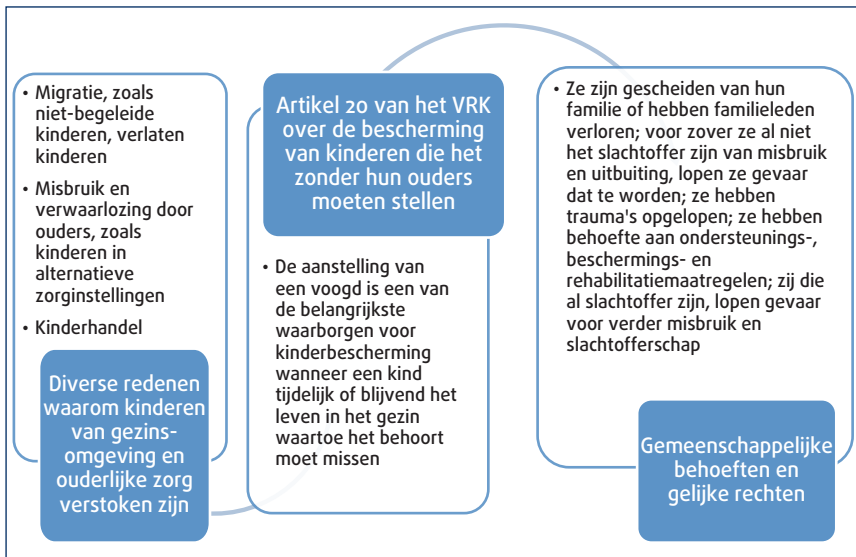 • Migratie, zoals
niet-begeleide
kinderen, verlaten
kinderen
• Misbruik en
verwaarlozing door
ouders, zoals
kinderen in
alternatieve
zorginstellingen
• Kinderhandel
Diverse redenen
waarom kinderen
van gezins-
omgeving en
ouderlijke zorg
verstoken zijn
Artikel 20 van het VRK
over de bescherming
van kinderen die het
zonder hun ouders
moeten stellen
• De aanstelling van
een voogd is een van
de belangrijkste
waarborgen voor
kinderbescherming
wanneer een kind
tijdelijk of blijvend het
leven in het gezin
waartoe het behoort
moet missen
• Ze zijn gescheiden van hun
familie of hebben familieleden
verloren; voor zover ze al niet
het slachtoffer zijn van misbruik
en uitbuiting, lopen ze gevaar
dat te worden; ze hebben
trauma's opgelopen; ze hebben
behoefte aan ondersteunings-,
beschermings- en
rehabilitatiemaatregelen; zij die
al slachtoffer zijn, lopen gevaar
voor verder misbruik en
slachtofferschap
Gemeenschappelijke
behoeften en
gelijke rechten